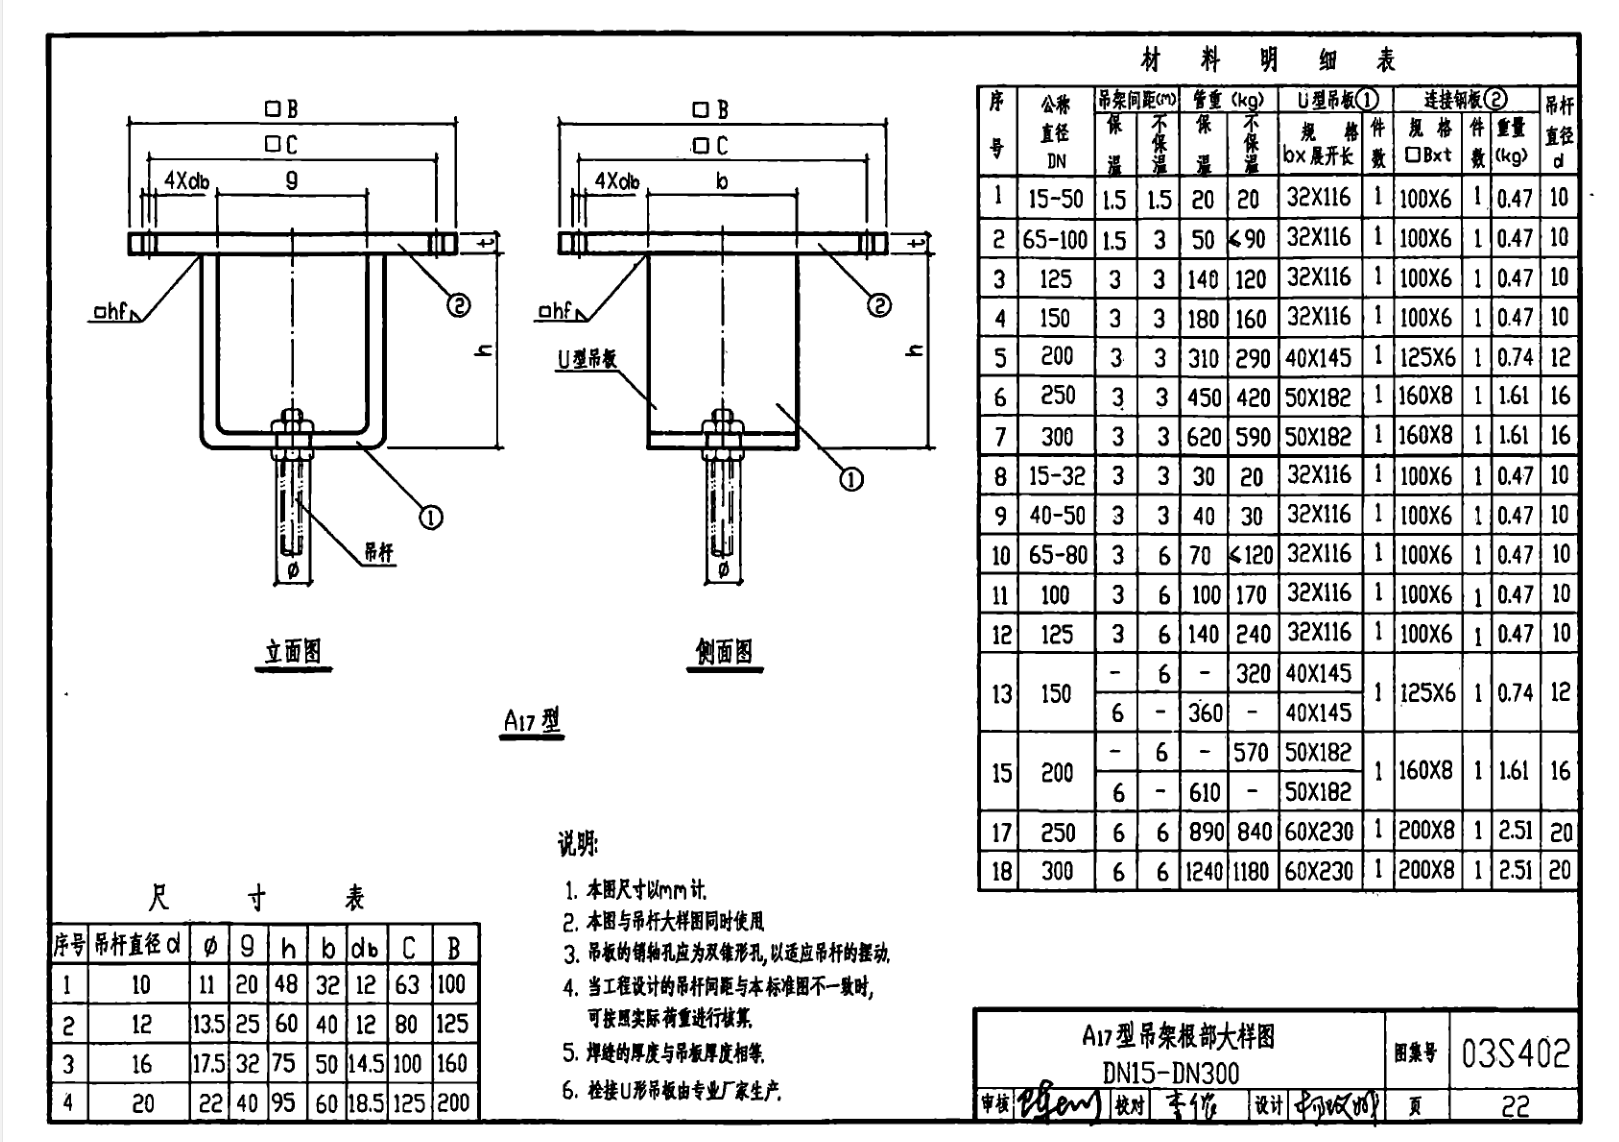 材料明细表
序号 公称直径DN 吊架间距(m) 管重(kg) U型吊板① 连接钢板② 吊杆直径d
保温 不保温 保温 不保温 规格 bx展开长 件数 规格 □Bxt 件数 重量(kg)
1 15-50 1.5 1.5 20 20 32X116 1 100X6 1 0.47 10
2 65-100 1.5 3 50 ≤90 32X116 1 100X6 1 0.47 10
3 125 3 3 140 120 32X116 1 100X6 1 0.47 10
4 150 3 3 180 160 32X116 1 100X6 1 0.47 10
5 200 3 3 310 290 40X145 1 125X6 1 0.74 12
6 250 3 3 450 420 50X182 1 160X8 1 1.61 16
7 300 3 3 620 590 50X182 1 160X8 1 1.61 16
8 15-32 3 3 30 20 32X116 1 100X6 1 0.47 10
9 40-50 3 3 40 30 32X116 1 100X6 1 0.47 10
10 65-80 3 6 70 ≤120 32X116 1 100X6 1 0.47 10
11 100 3 6 100 170 32X116 1 100X6 1 0.47 10
12 125 3 6 140 240 32X116 1 100X6 1 0.47 10
13 150 - 6 - 320 40X145 1 125X6 1 0.74 12
6 - 360 - 40X145
15 200 - 6 - 570 50X182 1 160X8 1 1.61 16
6 - 610 - 50X182
17 250 6 6 890 840 60X230 1 200X8 1 2.51 20
18 300 6 6 1240 1180 60X230 1 200X8 1 2.51 20
□B
□C
4Xdb g
t
②
□hf
h
①
吊杆
ø
立面图
□B
□C
4Xdb b
t
②
□hf
h
U型吊板
①
ø
侧面图
A17型
说明:
1. 本图尺寸以mm计.
2. 本图与吊杆大样图同时使用.
3. 吊板的销轴孔应为双锥形孔,以适应吊杆的摆动.
4. 当工程设计的吊杆间距与本标准图不一致时,
可按照实际荷重进行核算.
5. 焊缝的厚度与吊板厚度相等.
6. 栓接U形吊板由专业厂家生产.
尺寸表
序号 吊杆直径d ø g h b db C B
1 10 11 20 48 32 12 63 100
2 12 13.5 25 60 40 12 80 125
3 16 17.5 32 75 50 14.5 100 160
4 20 22 40 95 60 18.5 125 200
A17型吊架根部大样图
DN15-DN300
图集号 03S402
审核 校对 设计 页 22